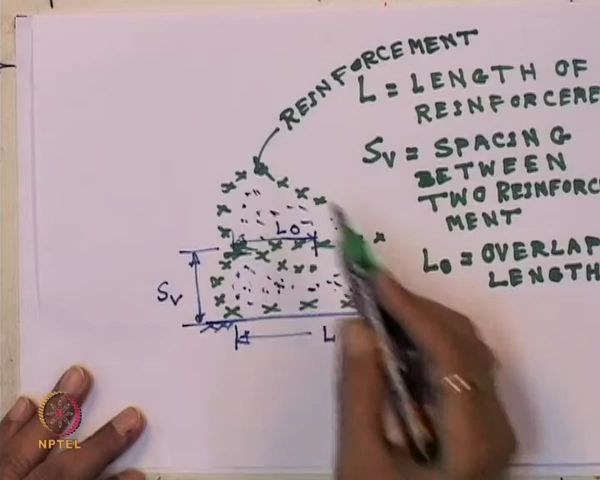 REINFORCEMENT
L = LENGTH OF
REINFORCEME
Sv = SPACING
BETWEEN
TWO REINFORC
MENT
Lo = OVERLAP
LENGTH
Lo
Sv
L
NPTEL